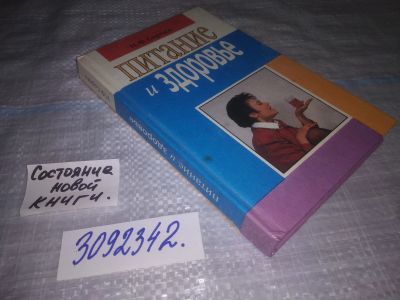 ПИТАНИЕ
и ЗДОРОВЬЕ
ПИТАНИЕ и ЗДОРОВЬЕ
Состояние
новой
книги.
3092342.